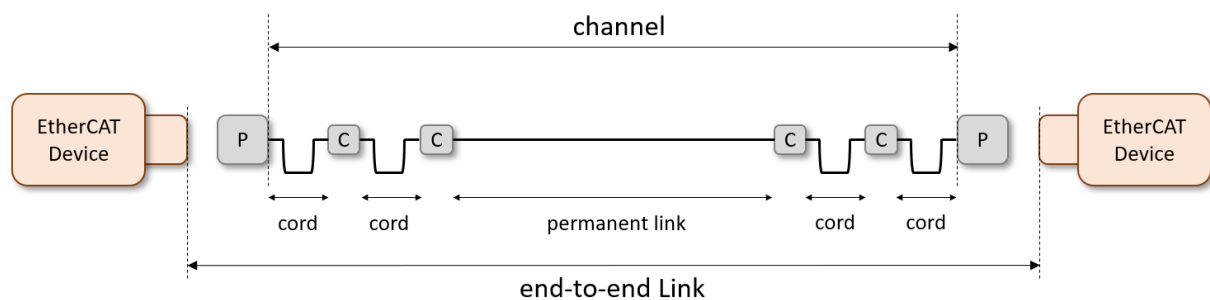 channel
EtherCAT
Device
P
C
C
C
C
P
EtherCAT
Device
cord
cord
permanent link
cord
cord
end-to-end Link